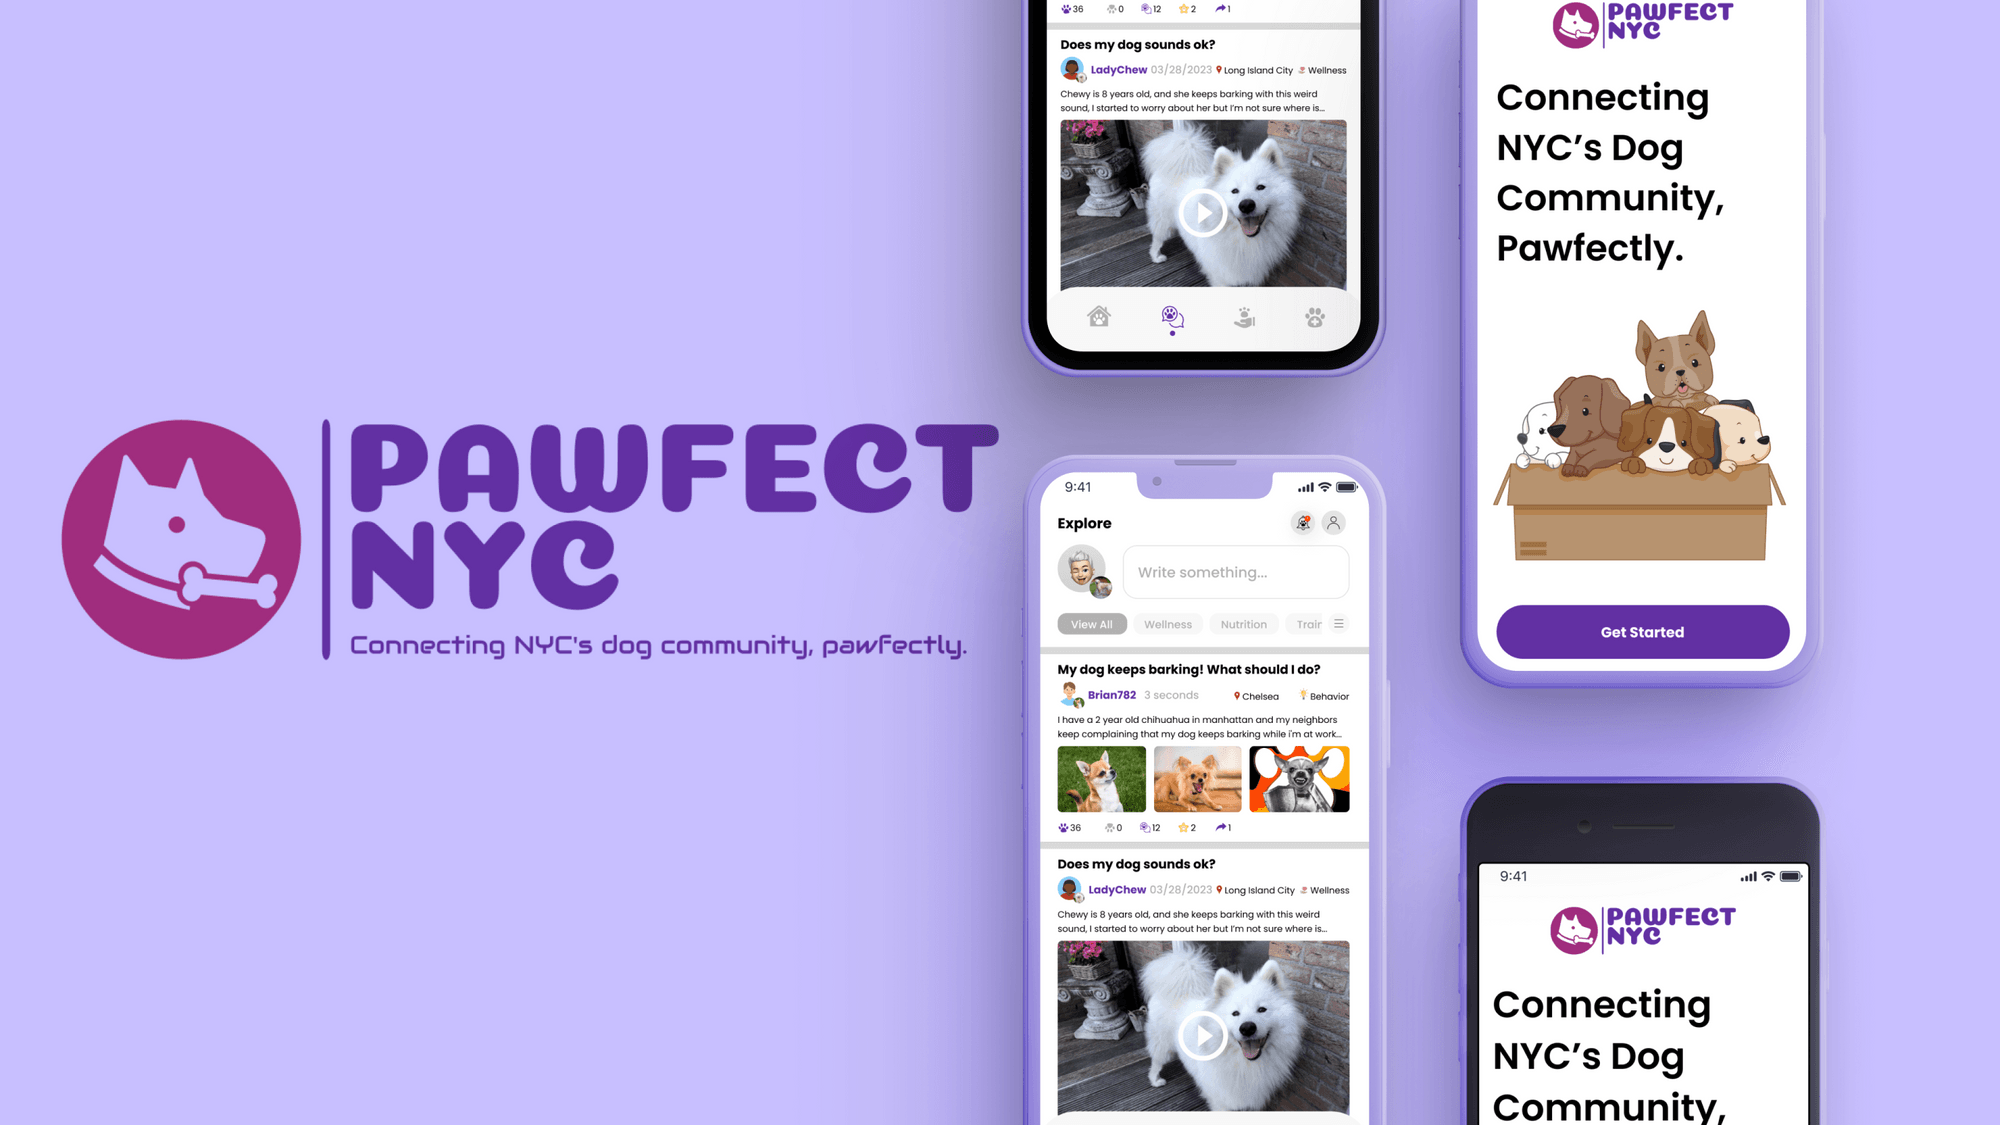 PAWFECT
NYC
Connecting NYC's dog community, pawfectly.
36 0 12 2 1
Does my dog sounds ok?
LadyChew 03/28/2023 Long Island City Wellness
Chewy is 8 years old, and she keeps barking with this weird
sound, I started to worry about her but I'm not sure where is...
9:41
Explore
Write something...
View All Wellness Nutrition Trair
My dog keeps barking! What should I do?
Brian782 3 seconds Chelsea Behavior
I have a 2 year old chihuahua in manhattan and my neighbors
keep complaining that my dog keeps barking while i'm at work...
36 0 12 2 1
Does my dog sounds ok?
LadyChew 03/28/2023 Long Island City Wellness
Chewy is 8 years old, and she keeps barking with this weird
sound, I started to worry about her but I'm not sure where is...
PAWFECT
NYC
Connecting
NYC’s Dog
Community,
Pawfectly.
Get Started
9:41
PAWFECT
NYC
Connecting
NYC’s Dog
Community,